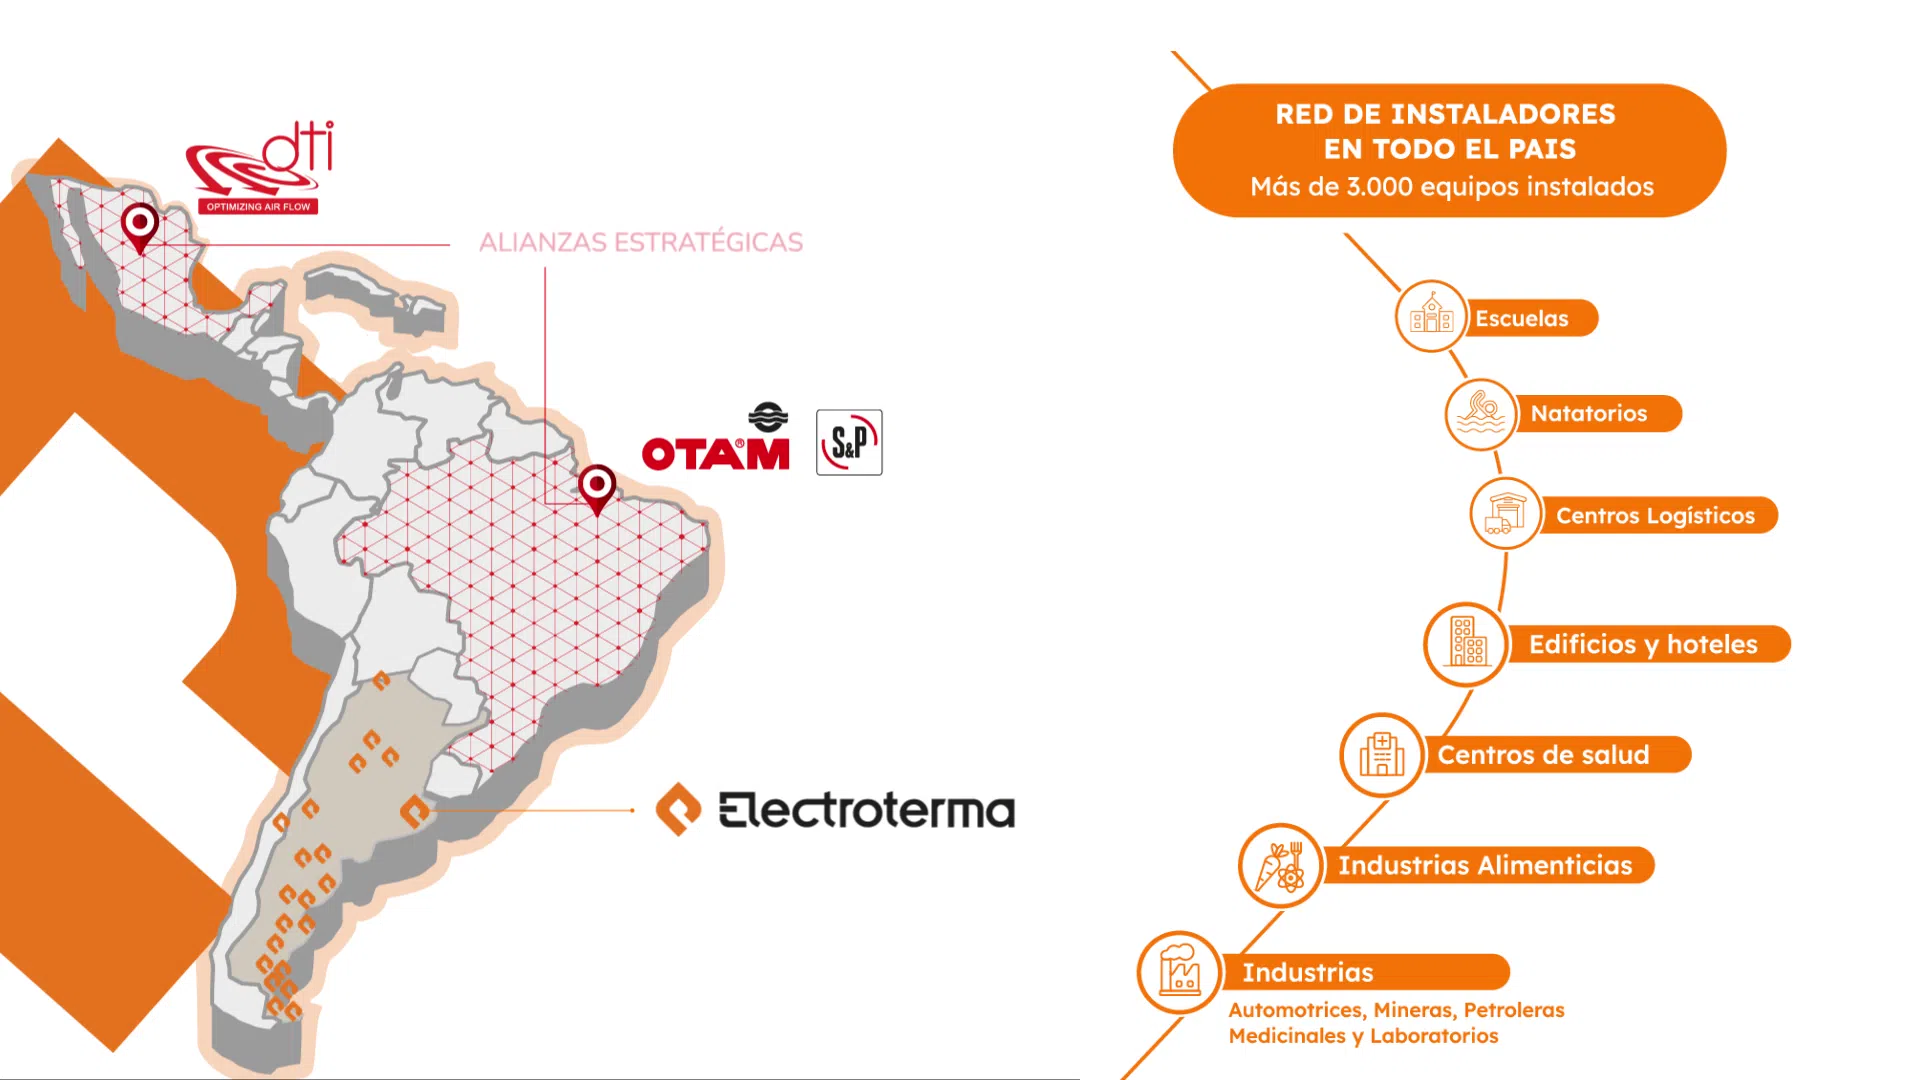 dti
OPTIMIZING AIR FLOW
ALIANZAS ESTRATÉGICAS
OTAM®
S&P
Electroterma
RED DE INSTALADORES
EN TODO EL PAIS
Más de 3.000 equipos instalados
Escuelas
Natatorios
Centros Logísticos
Edificios y hoteles
Centros de salud
Industrias Alimenticias
Industrias
Automotrices, Mineras, Petroleras
Medicinales y Laboratorios